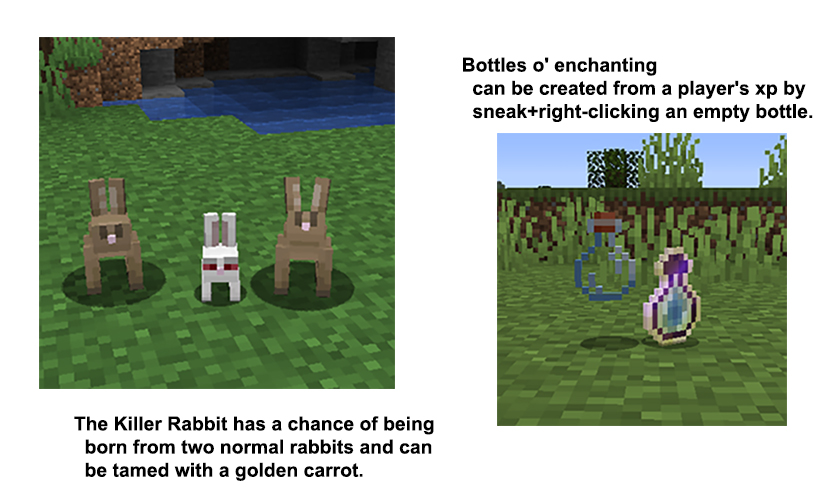 Bottles o' enchanting
can be created from a player's xp by
sneak+right-clicking an empty bottle.
The Killer Rabbit has a chance of being
born from two normal rabbits and can
be tamed with a golden carrot.